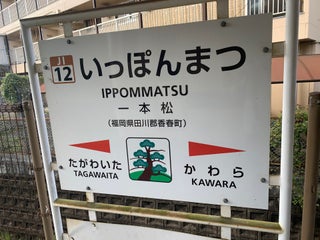 JI
12
いっぽんまつ
IPPOMMATSU
一本松
(福岡県田川郡香春町)
たがわいた かわら
TAGAWAITA KAWARA